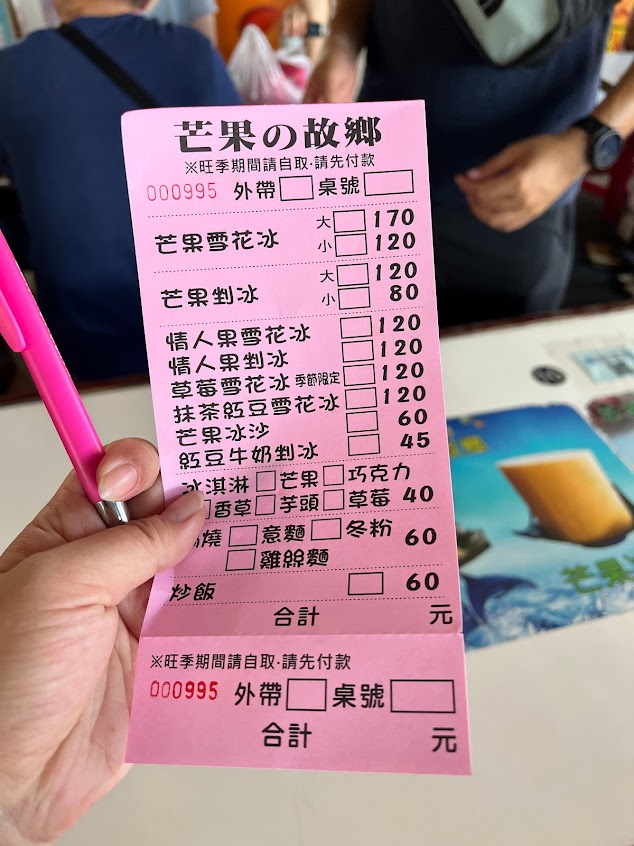 芒果の故鄉
※旺季期間請自取·請先付款
000995 外帶 桌號
芒果雪花冰 大 170
小 120
芒果剉冰 大 120
小 80
情人果雪花冰 120
情人果剉冰 120
草莓雪花冰 季節限定 120
抹茶紅豆雪花冰 120
芒果冰沙 60
紅豆牛奶剉冰 45
冰淇淋 芒果 巧克力
香草 芋頭 草莓 40
燒 意麵 冬粉 60
雞絲麵
炒飯 60
合計 元
※旺季期間請自取·請先付款
000995 外帶 桌號
合計 元
芒果